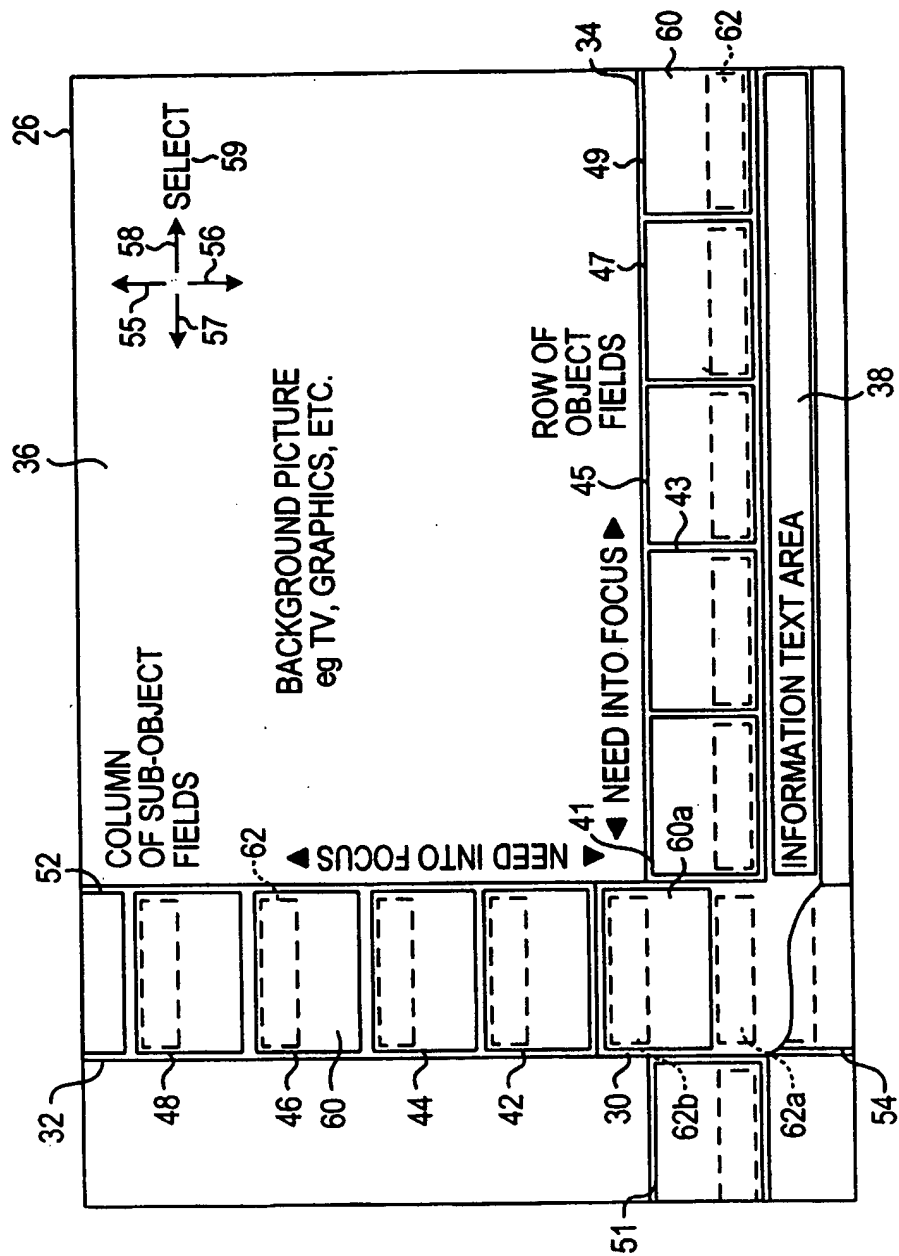 36
26
52
32
COLUMN
OF SUB-OBJECT
FIELDS
55
58
SELECT
57
56
59
48
62
BACKGROUND PICTURE
eg TV, GRAPHICS, ETC.
46
60
NEED INTO FOCUS
44
42
41
NEED INTO FOCUS
ROW OF
OBJECT
FIELDS
45
47
49
34
30
43
60
60a
62
51
62b
62a
INFORMATION TEXT AREA
54
38